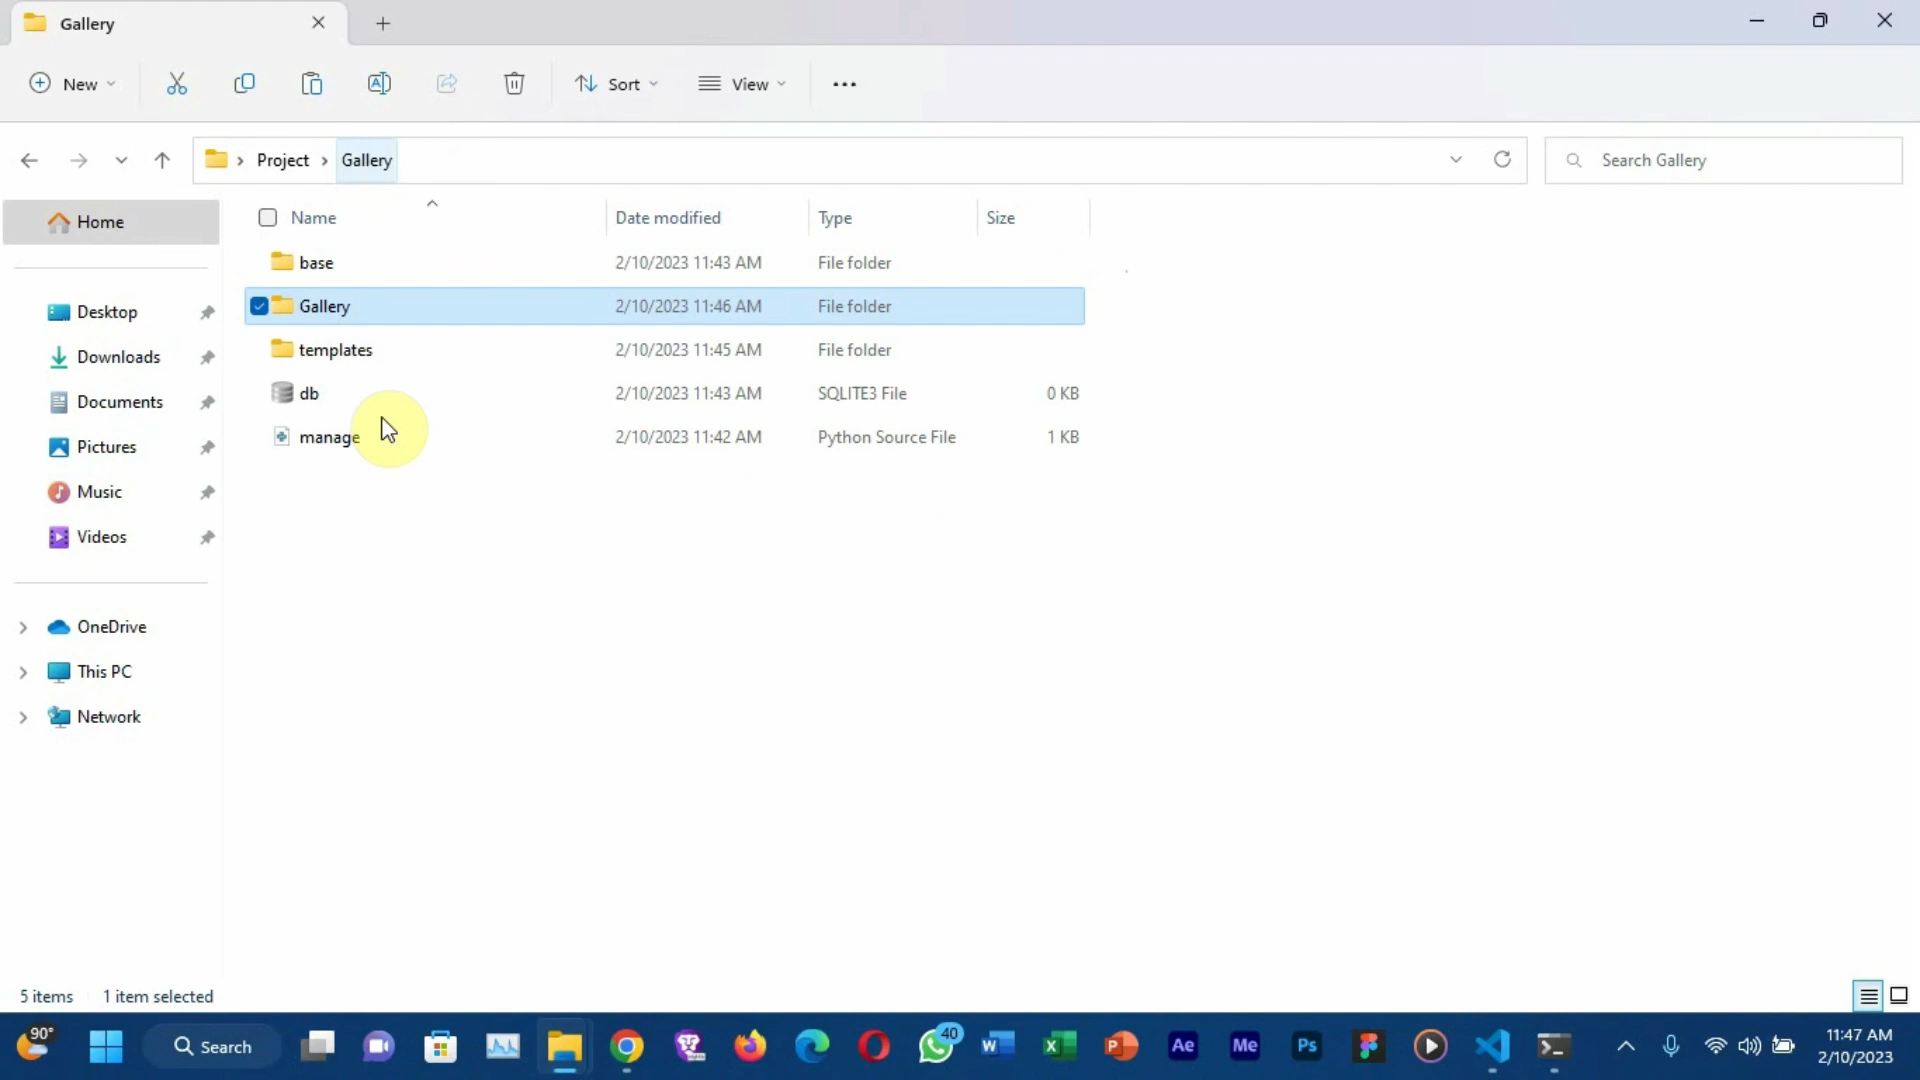 Gallery
New
Sort
View
Project
Gallery
Search Gallery
Name
Date modified
Type
Size
Home
base
2/10/2023 11:43 AM
File folder
Gallery
2/10/2023 11:46 AM
File folder
templates
2/10/2023 11:45 AM
File folder
db
2/10/2023 11:43 AM
SQLITE3 File
0 KB
manage
2/10/2023 11:42 AM
Python Source File
1 KB
Desktop
Downloads
Documents
Pictures
Music
Videos
OneDrive
This PC
Network
5 items
1 item selected
90°
Search
40
W
X
P
Ae
Me
Ps
11:47 AM
2/10/2023